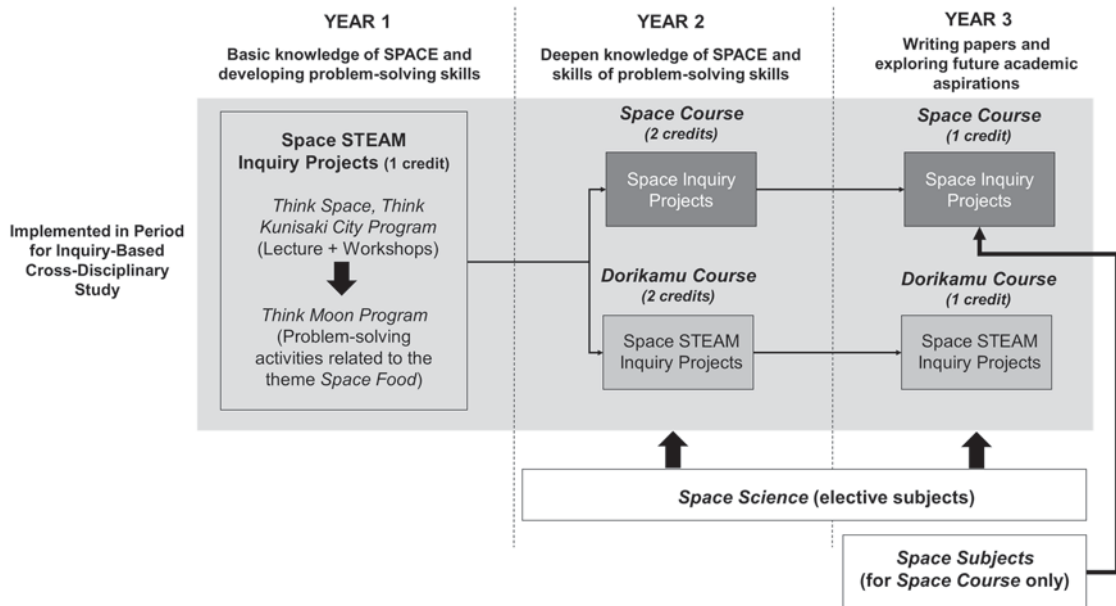 YEAR 1
Basic knowledge of SPACE and
developing problem-solving skills
YEAR 2
Deepen knowledge of SPACE and
skills of problem-solving skills
YEAR 3
Writing papers and
exploring future academic
aspirations
Implemented in Period
for Inquiry-Based
Cross-Disciplinary
Study
Space STEAM
Inquiry Projects (1 credit)
Think Space, Think
Kunisaki City Program
(Lecture + Workshops)
Think Moon Program
(Problem-solving
activities related to the
theme Space Food)
Space Course
(2 credits)
Space Inquiry
Projects
Dorikamu Course
(2 credits)
Space STEAM
Inquiry Projects
Space Course
(1 credit)
Space Inquiry
Projects
Dorikamu Course
(1 credit)
Space STEAM
Inquiry Projects
Space Science (elective subjects)
Space Subjects
(for Space Course only)